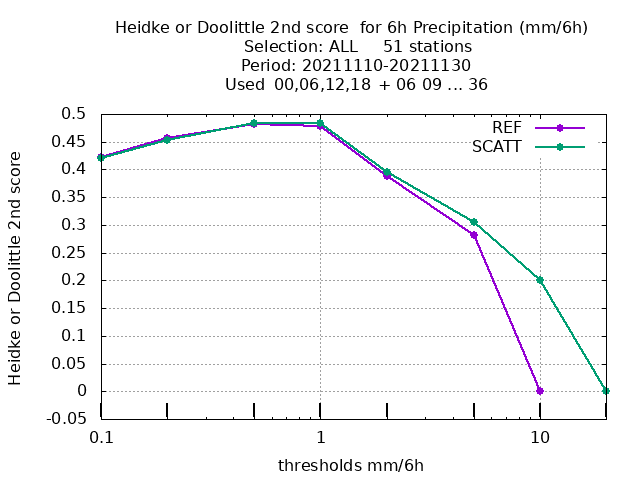 Heidke or Doolittle 2nd score  for 6h Precipitation (mm/6h)
Selection: ALL     51 stations
Period: 20211110-20211130
Used  00,06,12,18  + 06 09 ... 36
REF
SCATT
0.5
0.45
0.4
0.35
0.3
0.25
0.2
0.15
0.1
0.05
0
-0.05
Heidke or Doolittle 2nd score
0.1
1
10
thresholds mm/6h